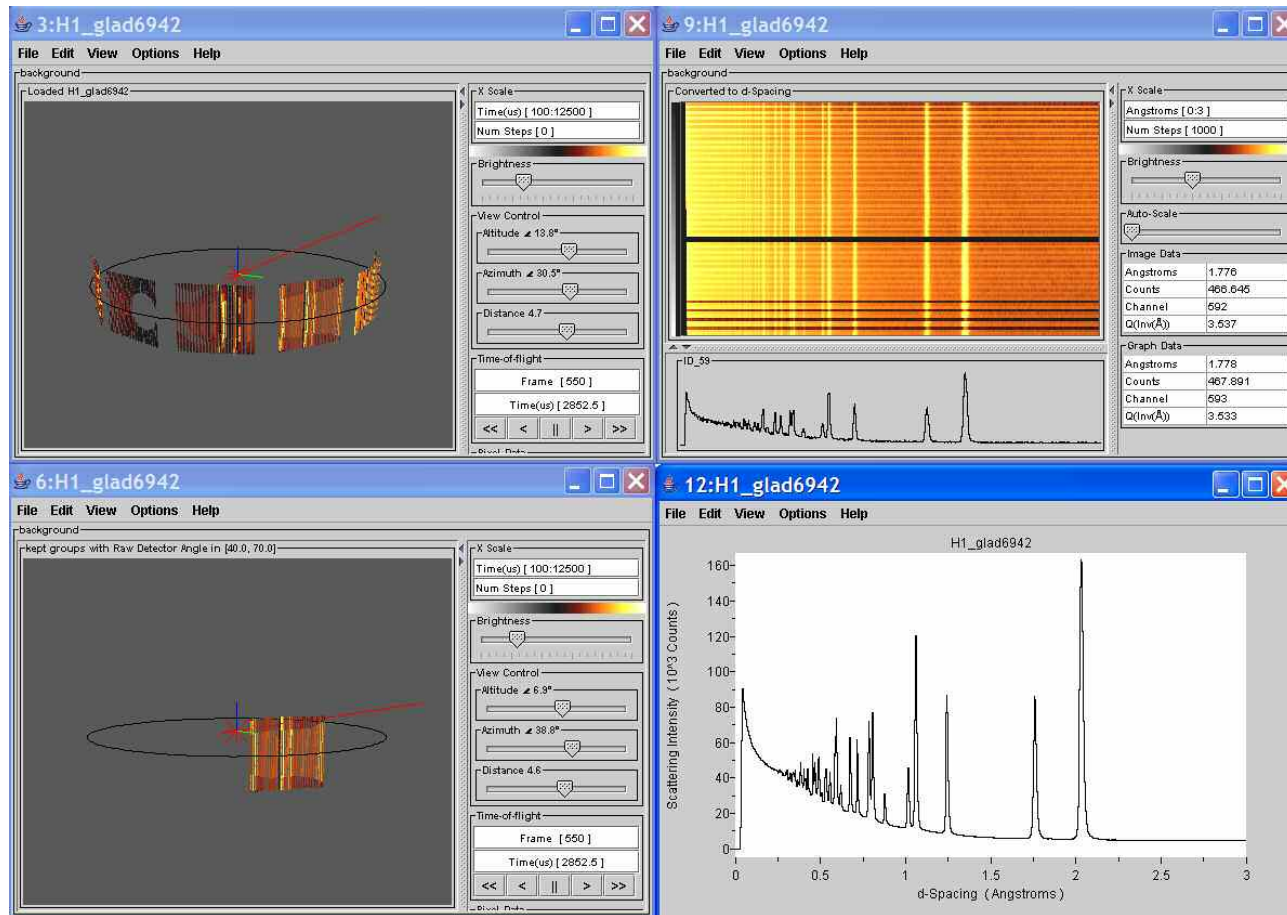 3:H1_glad6942
File Edit View Options Help
background
Loaded H1_glad6942
X Scale
Time(us) [ 100:12500 ]
Num Steps [ 0 ]
Brightness
View Control
Altitude ∡ 13.8°
Azimuth ∡ 30.5°
Distance 4.7
Time-of-flight
Frame [ 550 ]
Time(us) [ 2852.5 ]
<< < || > >>
Pixel Data
9:H1_glad6942
File Edit View Options Help
background
Converted to d-Spacing
ID_59
X Scale
Angstroms [ 0:3 ]
Num Steps [ 1000 ]
Brightness
Auto-Scale
Image Data
Angstroms 1.776
Counts 466.645
Channel 592
Q(Inv(Å)) 3.537
Graph Data
Angstroms 1.778
Counts 467.891
Channel 593
Q(Inv(Å)) 3.533
6:H1_glad6942
File Edit View Options Help
background
kept groups with Raw Detector Angle in [40.0, 70.0]
X Scale
Time(us) [ 100:12500 ]
Num Steps [ 0 ]
Brightness
View Control
Altitude ∡ 6.9°
Azimuth ∡ 38.8°
Distance 4.6
Time-of-flight
Frame [ 550 ]
Time(us) [ 2852.5 ]
<< < || > >>
Pixel Data
12:H1_glad6942
File Edit View Options Help
H1_glad6942
Scattering Intensity ( 10^3 Counts )
160
140
120
100
80
60
40
20
0
0 0.5 1 1.5 2 2.5 3
d-Spacing ( Angstroms )